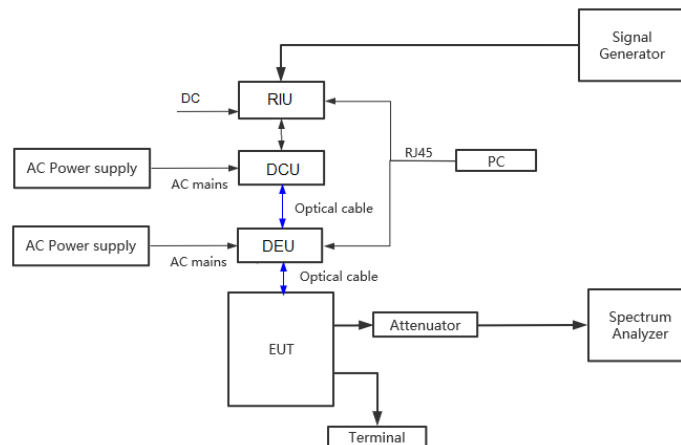 Signal
Generator
DC
RIU
RJ45
PC
AC Power supply
AC mains
DCU
Optical cable
AC Power supply
AC mains
DEU
Optical cable
EUT
Attenuator
Spectrum
Analyzer
Terminal